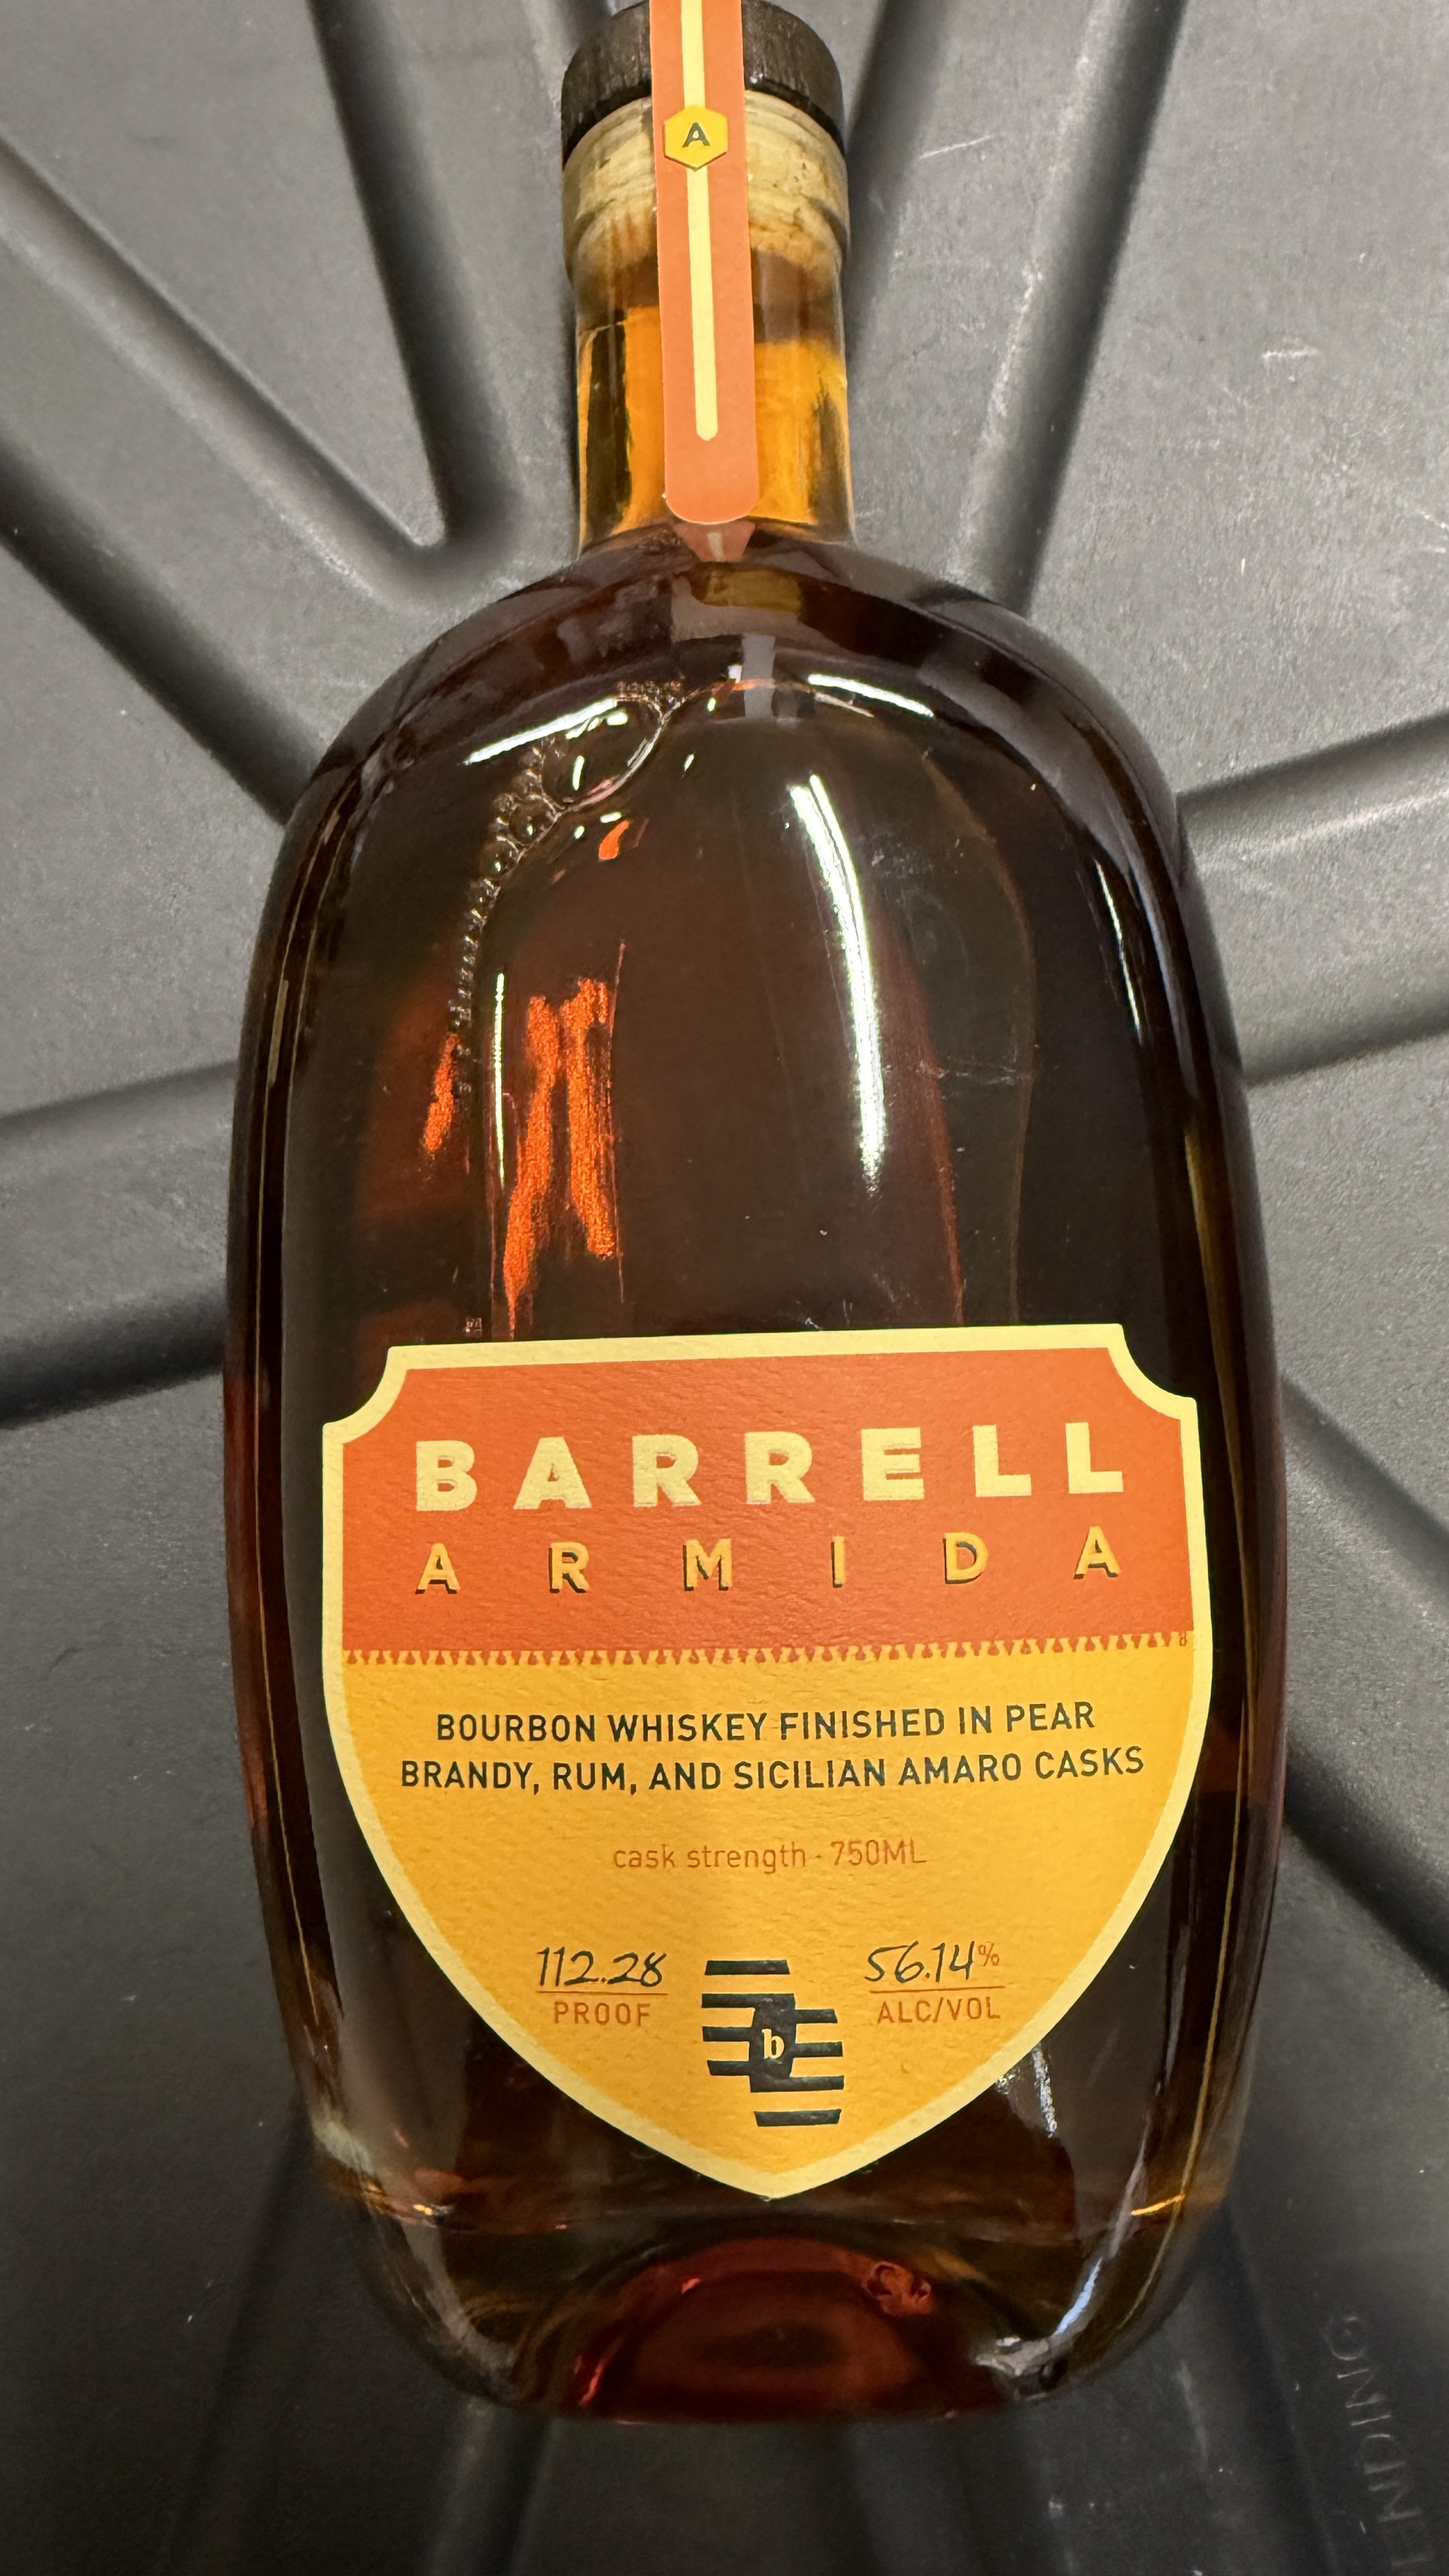 A
BARRELL
ARMIDA
BOURBON WHISKEY FINISHED IN PEAR
BRANDY, RUM, AND SICILIAN AMARO CASKS
cask strength · 750ML
112.28 56.14%
PROOF ALC/VOL
b